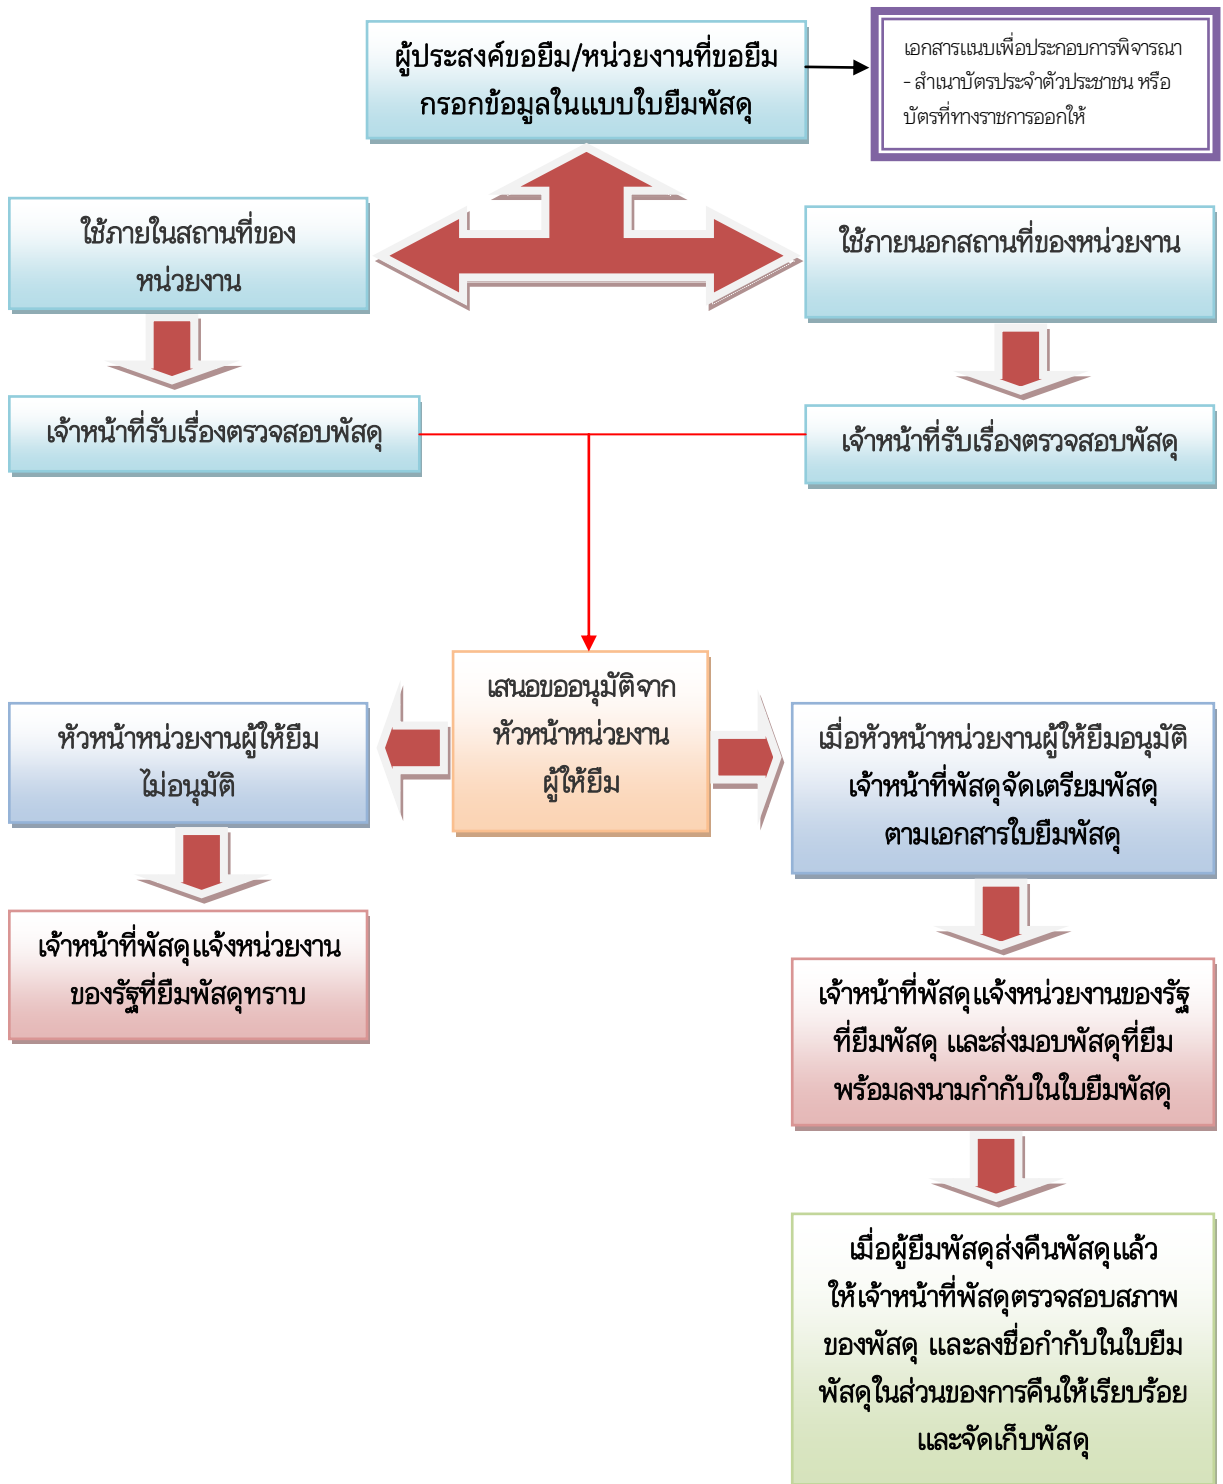 ผู้ประสงค์ขอยืม/หน่วยงานที่ขอยืม
กรอกข้อมูลในแบบใบยืมพัสดุ
เอกสารแนบเพื่อประกอบการพิจารณา
- สำเนาบัตรประจำตัวประชาชน หรือ
บัตรที่ทางราชการออกให้
ใช้ภายในสถานที่ของ
หน่วยงาน
ใช้ภายนอกสถานที่ของหน่วยงาน
เจ้าหน้าที่รับเรื่องตรวจสอบพัสดุ
เจ้าหน้าที่รับเรื่องตรวจสอบพัสดุ
เสนอขออนุมัติจาก
หัวหน้าหน่วยงาน
ผู้ให้ยืม
หัวหน้าหน่วยงานผู้ให้ยืม
ไม่อนุมัติ
เมื่อหัวหน้าหน่วยงานผู้ให้ยืมอนุมัติ
เจ้าหน้าที่พัสดุจัดเตรียมพัสดุ
ตามเอกสารใบยืมพัสดุ
เจ้าหน้าที่พัสดุแจ้งหน่วยงาน
ของรัฐที่ยืมพัสดุทราบ
เจ้าหน้าที่พัสดุแจ้งหน่วยงานของรัฐ
ที่ยืมพัสดุ และส่งมอบพัสดุที่ยืม
พร้อมลงนามกำกับในใบยืมพัสดุ
เมื่อผู้ยืมพัสดุส่งคืนพัสดุแล้ว
ให้เจ้าหน้าที่พัสดุตรวจสอบสภาพ
ของพัสดุ และลงชื่อกำกับในใบยืม
พัสดุในส่วนของการคืนให้เรียบร้อย
และจัดเก็บพัสดุ